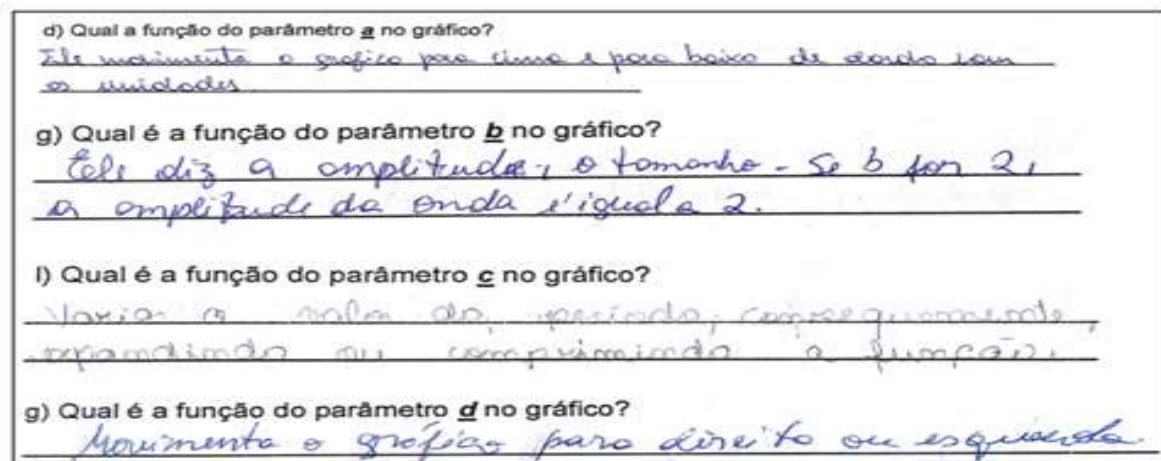 d) Qual a função do parâmetro a no gráfico?
Ele movimenta o gráfico para cima e para baixo de acordo com
as unidades
g) Qual é a função do parâmetro b no gráfico?
Ele diz a amplitude, o tamanho - Se b for 2,
a amplitude da onda é igual a 2.
I) Qual é a função do parâmetro c no gráfico?
Varia o valor do período, consequemente,
expandindo ou comprimindo a função.
g) Qual é a função do parâmetro d no gráfico?
Movimenta o gráfico para direita ou esquerda